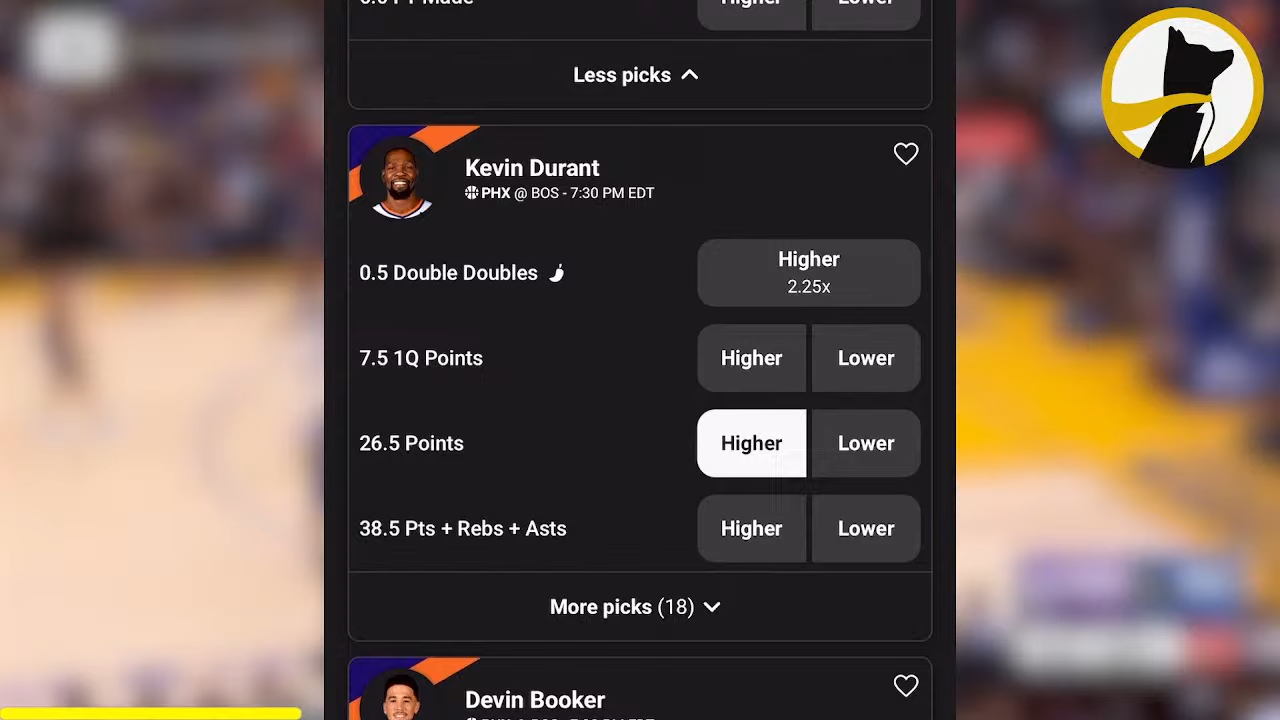 Less picks
Kevin Durant
PHX @ BOS - 7:30 PM EDT
0.5 Double Doubles
Higher
2.25x
7.5 1Q Points
Higher
Lower
26.5 Points
Higher
Lower
38.5 Pts + Rebs + Asts
Higher
Lower
More picks (18)
Devin Booker